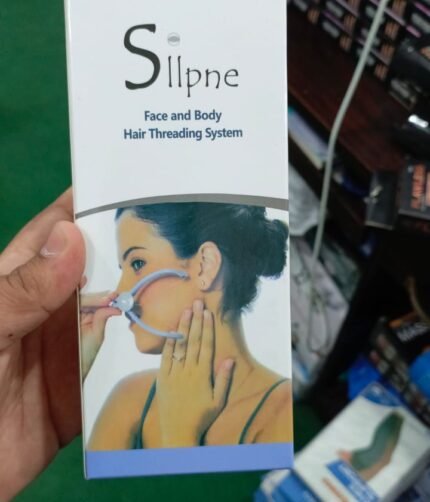 Sllpne
Face and Body
Hair Threading System